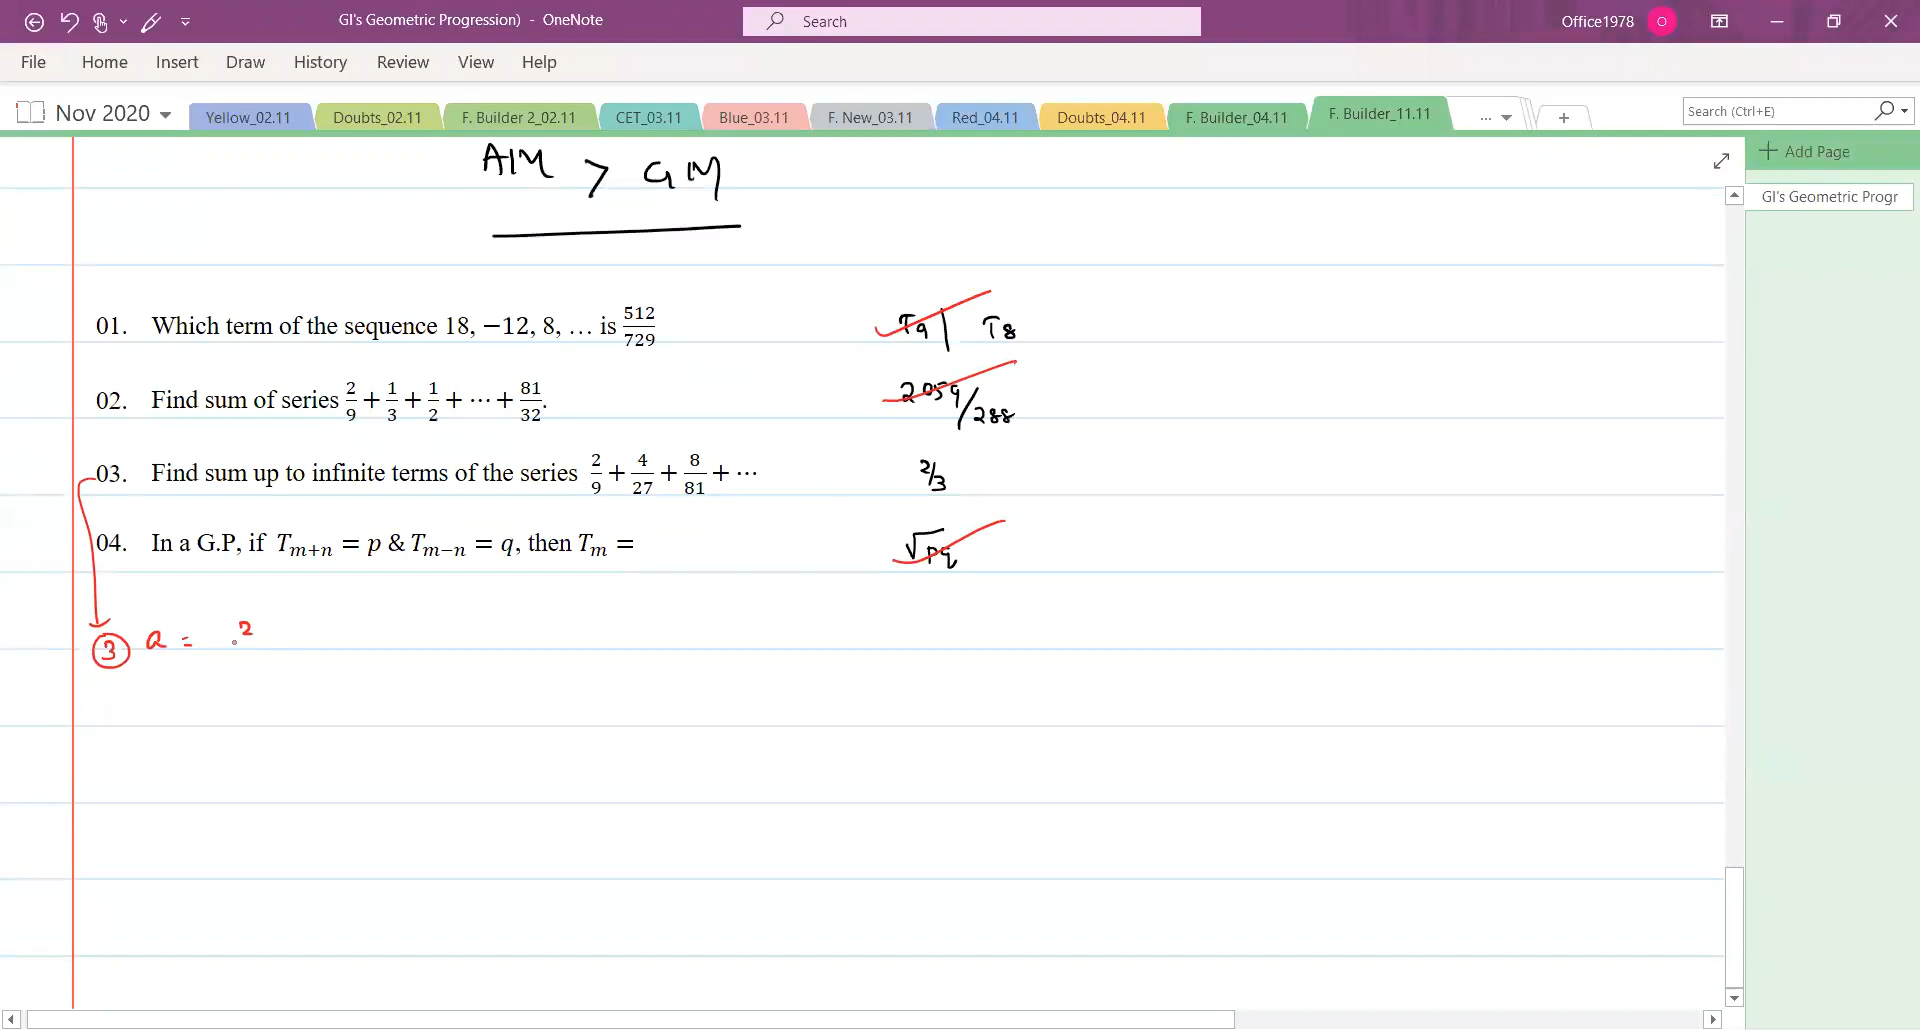 GI's Geometric Progression) - OneNote
Search
Office1978
O
File Home Insert Draw History Review View Help
Nov 2020
Yellow_02.11 Doubts_02.11 F. Builder 2_02.11 CET_03.11 Blue_03.11 F. New_03.11 Red_04.11 Doubts_04.11 F. Builder_04.11 F. Builder_11.11 ... +
Search (Ctrl+E)
+ Add Page
GI's Geometric Progr
AM > GM
01. Which term of the sequence 18, −12, 8, … is 512/729 T9 | T8
02. Find sum of series 2/9 + 1/3 + 1/2 + ⋯ + 81/32. 2059/288
03. Find sum up to infinite terms of the series 2/9 + 4/27 + 8/81 + ⋯ 2/3
04. In a G.P, if T_{m+n} = p & T_{m−n} = q, then T_m = √pq
③ a = 2